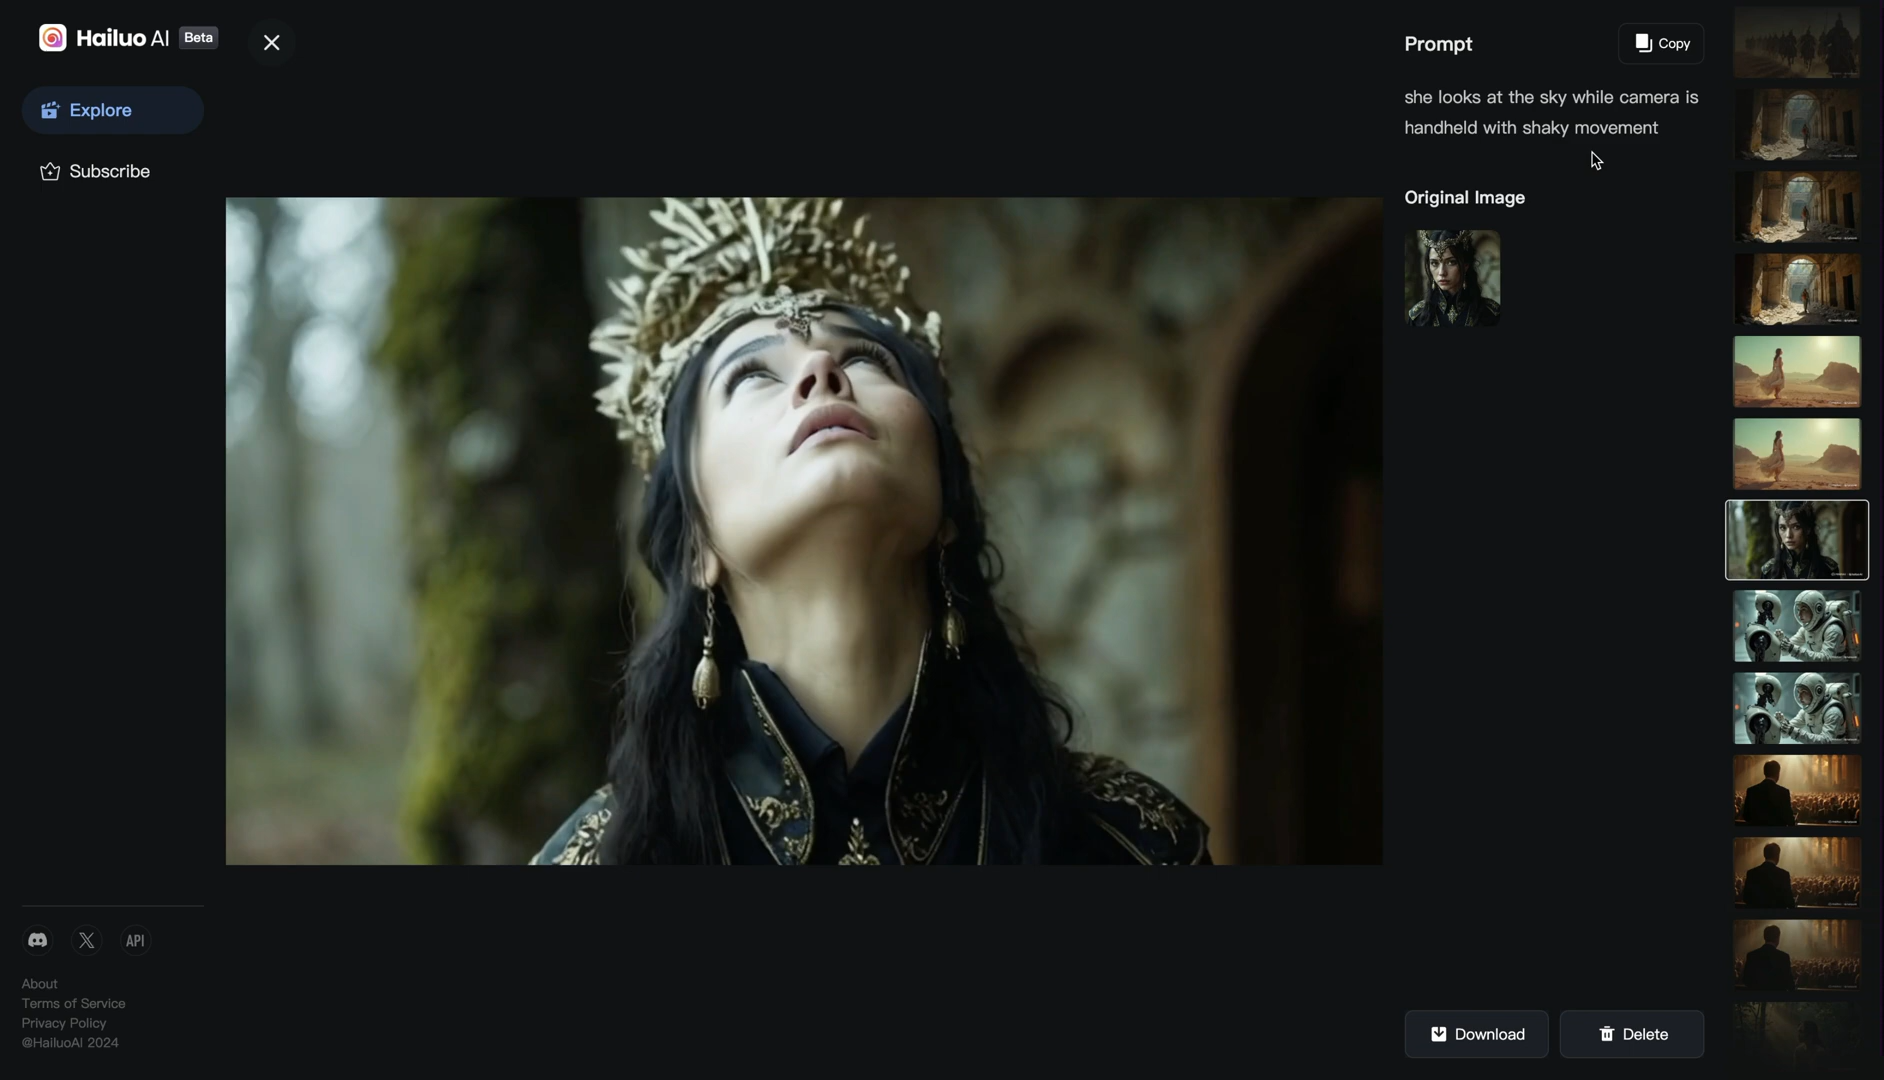 Hailuo AI Beta
Explore
Subscribe
API
About
Terms of Service
Privacy Policy
@HailuoAI 2024
Prompt
Copy
she looks at the sky while camera is
handheld with shaky movement
Original Image
Download
Delete